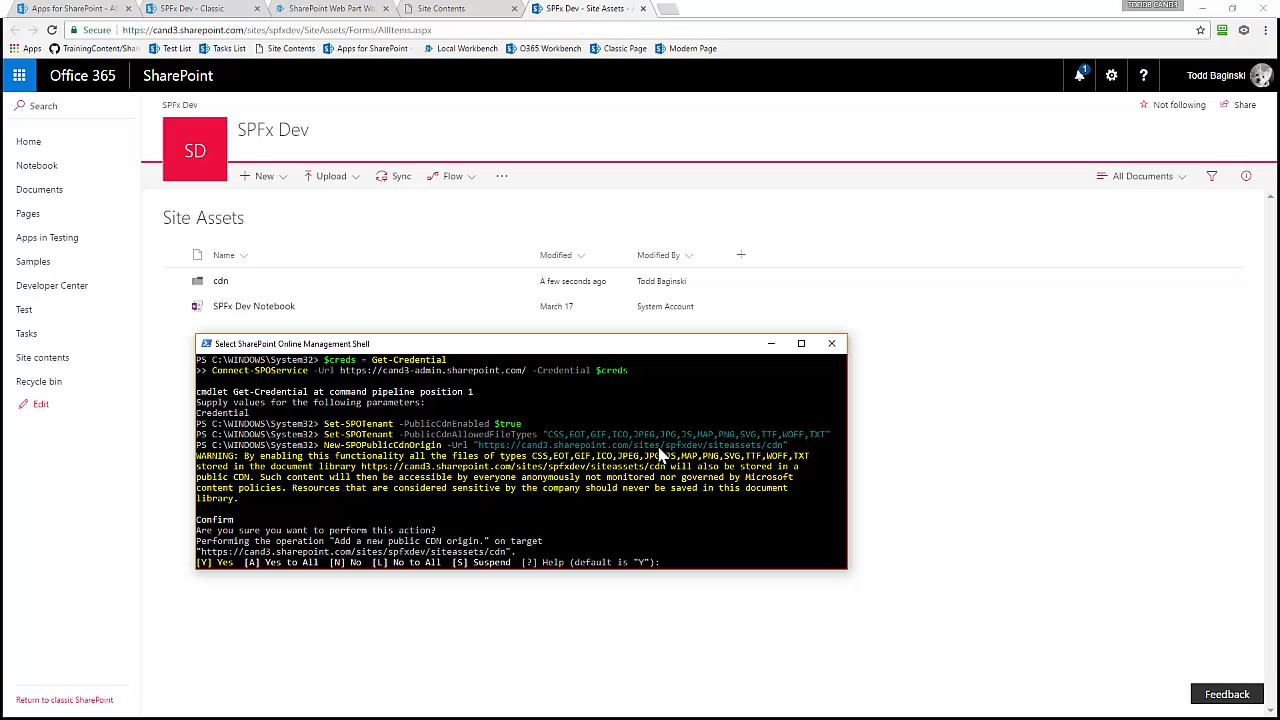 TODDB CAND3
Apps for SharePoint - Al
SPFx Dev - Classic
SharePoint Web Part Wo
Site Contents
SPFx Dev - Site Assets -
Secure
https://cand3.sharepoint.com/sites/spfxdev/SiteAssets/Forms/AllItems.aspx
Apps
TrainingContent/Shar
Test List
Tasks List
Site Contents
Apps for SharePoint
Local Workbench
O365 Workbench
Classic Page
Modern Page
Office 365
SharePoint
1
?
Todd Baginski
Search
SPFx Dev
Not following
Share
SD
SPFx Dev
Home
Notebook
Documents
Pages
Apps in Testing
Samples
Developer Center
Test
Tasks
Site contents
Recycle bin
Edit
New
Upload
Sync
Flow
...
All Documents
Site Assets
Name
Modified
Modified By
cdn
A few seconds ago
Todd Baginski
SPFx Dev Notebook
March 17
System Account
Select SharePoint Online Management Shell
PS C:\WINDOWS\System32> $creds = Get-Credential
>> Connect-SPOService -Url https://cand3-admin.sharepoint.com/ -Credential $creds
cmdlet Get-Credential at command pipeline position 1
Supply values for the following parameters:
Credential
PS C:\WINDOWS\System32> Set-SPOTenant -PublicCdnEnabled $true
PS C:\WINDOWS\System32> Set-SPOTenant -PublicCdnAllowedFileTypes "CSS,EOT,GIF,ICO,JPEG,JPG,JS,MAP,PNG,SVG,TTF,WOFF,TXT"
PS C:\WINDOWS\System32> New-SPOPublicCdnOrigin -Url "https://cand3.sharepoint.com/sites/spfxdev/siteassets/cdn"
WARNING: By enabling this functionality all the files of types CSS,EOT,GIF,ICO,JPEG,JPG,JS,MAP,PNG,SVG,TTF,WOFF,TXT
stored in the document library https://cand3.sharepoint.com/sites/spfxdev/siteassets/cdn will also be stored in a
public CDN. Such content will then be accessible by everyone anonymously not monitored nor governed by Microsoft
content policies. Resources that are considered sensitive by the company should never be saved in this document
library.
Confirm
Are you sure you want to perform this action?
Performing the operation "Add a new public CDN origin." on target
"https://cand3.sharepoint.com/sites/spfxdev/siteassets/cdn".
[Y] Yes  [A] Yes to All  [N] No  [L] No to All  [S] Suspend  [?] Help (default is "Y"):
Return to classic SharePoint
Feedback